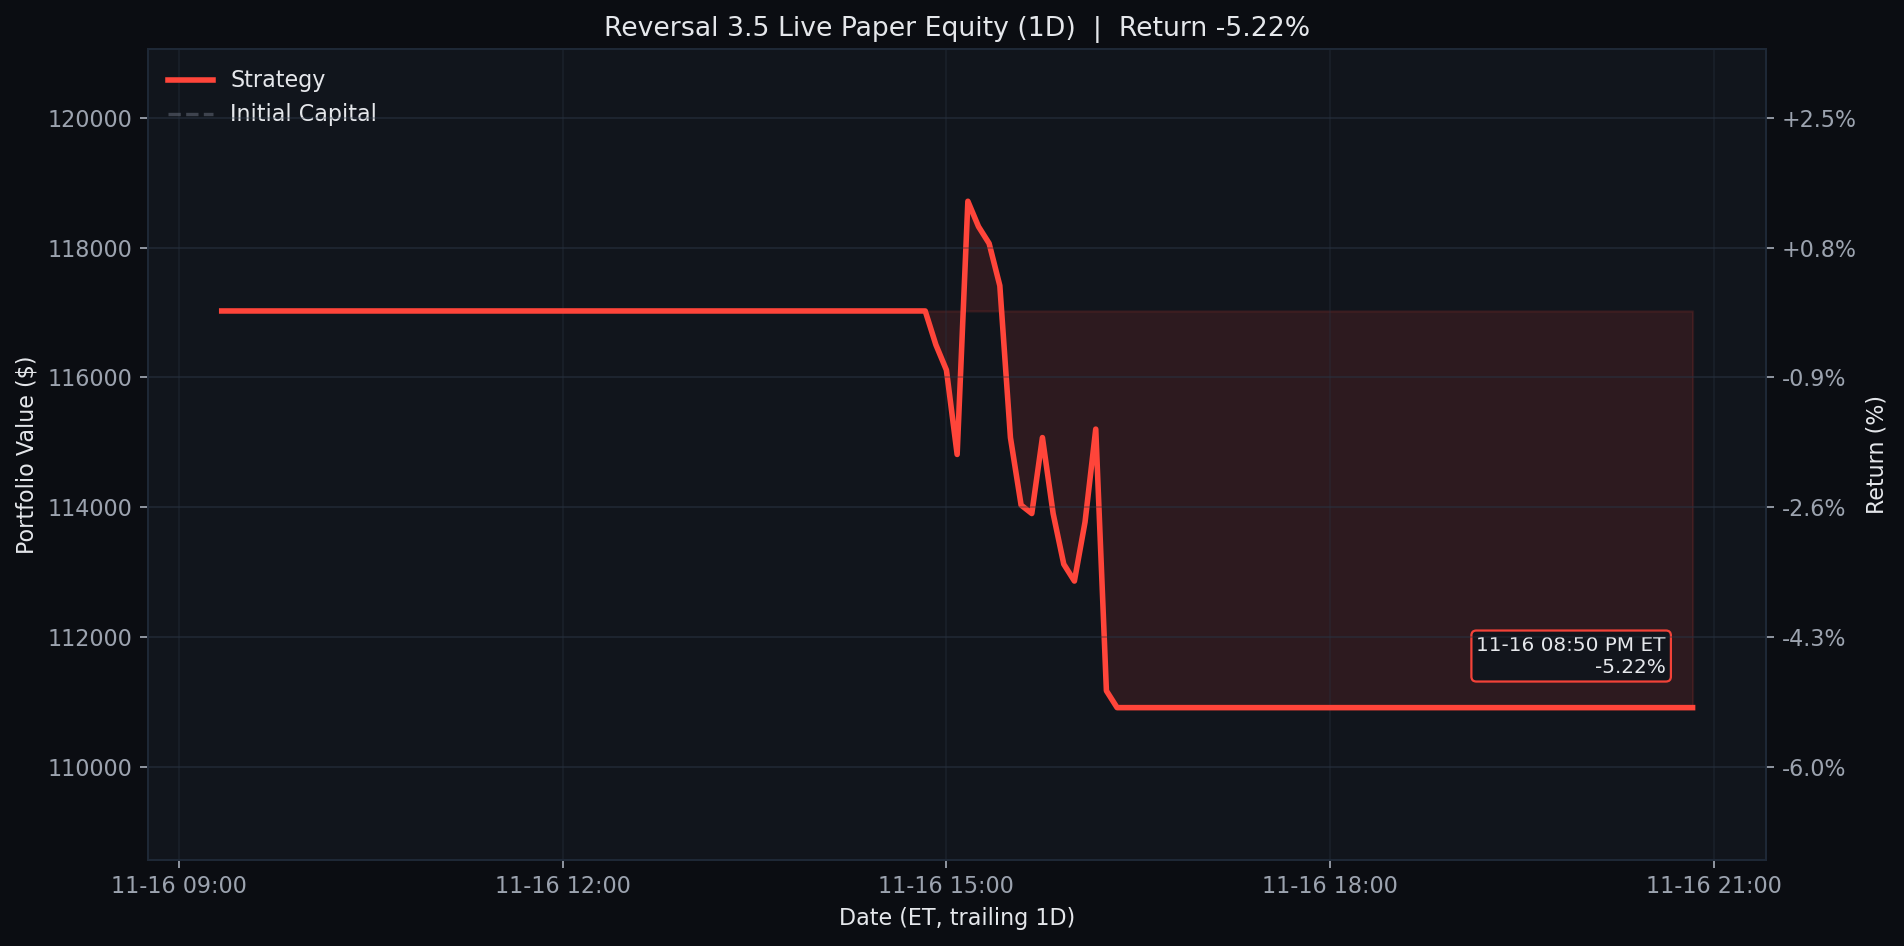 Reversal 3.5 Live Paper Equity (1D)  |  Return -5.22%
Strategy
Initial Capital
120000
118000
116000
114000
112000
110000
Portfolio Value ($)
+2.5%
+0.8%
-0.9%
-2.6%
-4.3%
-6.0%
Return (%)
11-16 08:50 PM ET
-5.22%
11-16 09:00
11-16 12:00
11-16 15:00
11-16 18:00
11-16 21:00
Date (ET, trailing 1D)